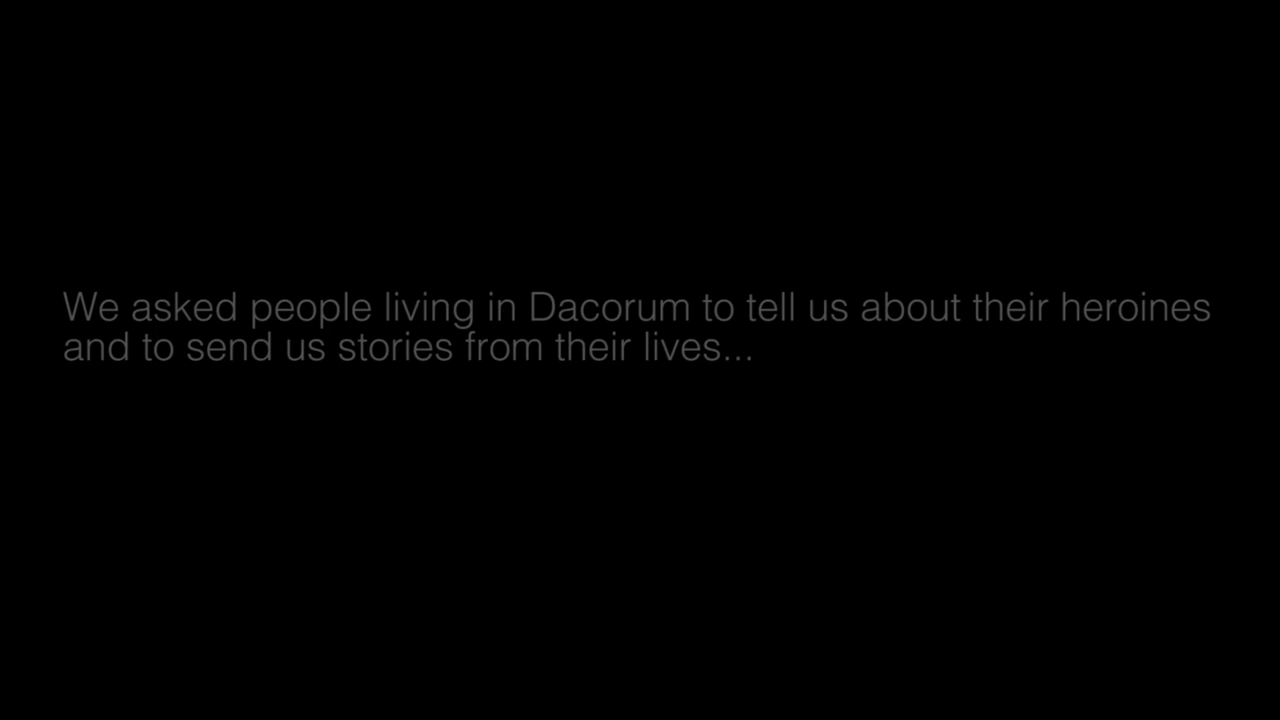 We asked people living in Dacorum to tell us about their heroines
and to send us stories from their lives...